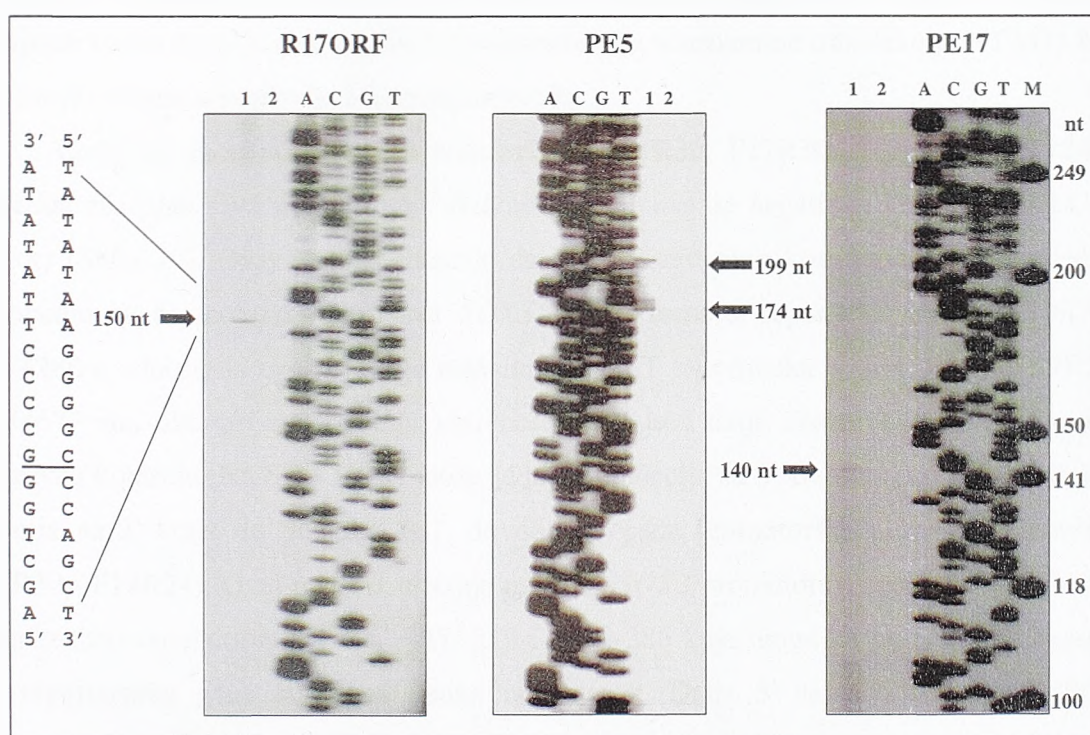 R17ORF PE5 PE17
1 2 A C G T
A C G T 1 2
1 2 A C G T M
nt
3′ 5′
A T
T A
A T
T A
A T
T A
T A
C G
C G
C G
C G
G C
G C
G C
T A
C G
G C
A T
5′ 3′
150 nt
199 nt
174 nt
140 nt
249
200
150
141
118
100